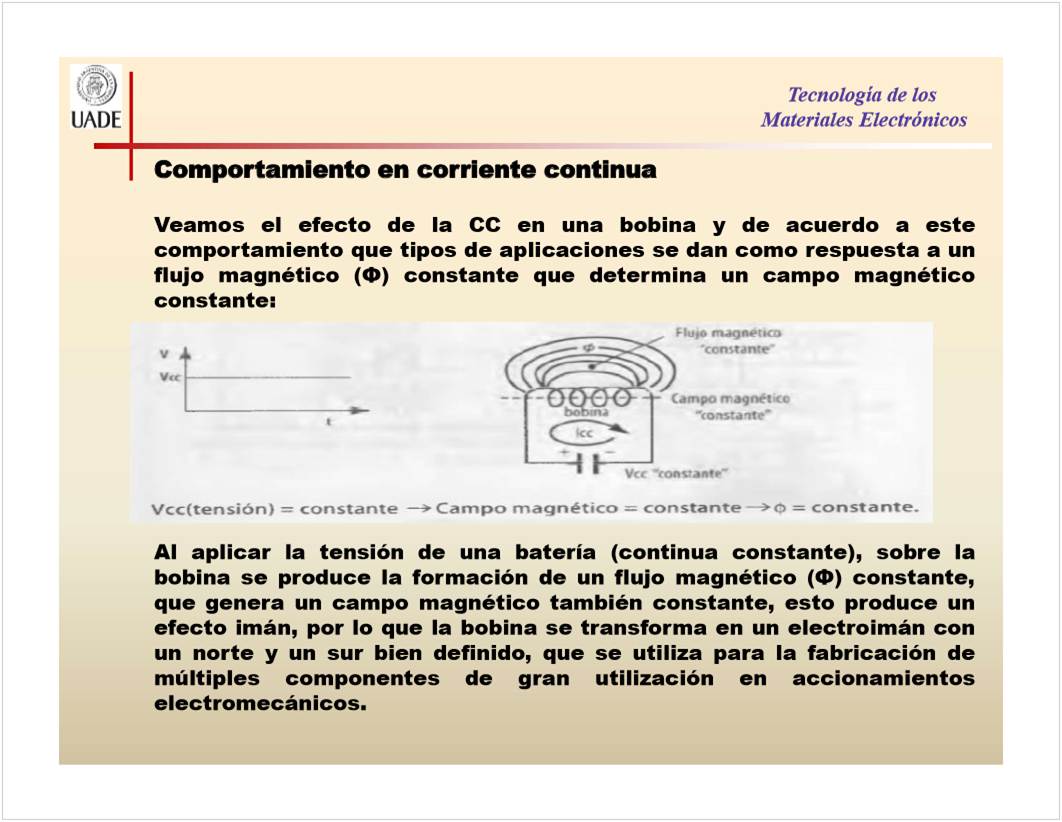 UADE
Tecnología de los
Materiales Electrónicos
Comportamiento en corriente continua
Veamos el efecto de la CC en una bobina y de acuerdo a este
comportamiento que tipos de aplicaciones se dan como respuesta a un
flujo magnético (Φ) constante que determina un campo magnético
constante:
V
Vcc
t
Flujo magnético
"constante"
Φ
Campo magnético
"constante"
bobina
Icc
+ −
Vcc "constante"
Vcc(tensión) = constante → Campo magnético = constante → ϕ = constante.
Al aplicar la tensión de una batería (continua constante), sobre la
bobina se produce la formación de un flujo magnético (Φ) constante,
que genera un campo magnético también constante, esto produce un
efecto imán, por lo que la bobina se transforma en un electroimán con
un norte y un sur bien definido, que se utiliza para la fabricación de
múltiples componentes de gran utilización en accionamientos
electromecánicos.